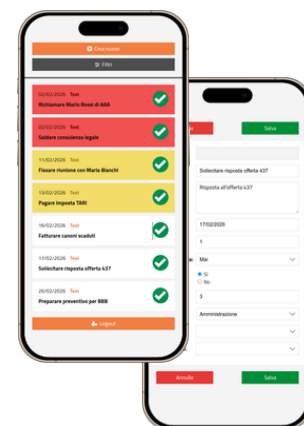 Crea nuovo
Filtri
02/02/2026 Test
Richiamare Mario Rossi di AAA
02/02/2026 Test
Saldare consulenza legale
11/02/2026 Test
Fissare riunione con Maria Bianchi
13/02/2026 Test
Pagare Imposta TARI
16/02/2026 Test
Fatturare canoni scaduti
17/02/2026 Test
Sollecitare risposta offerta 437
26/02/2026 Test
Preparare preventivo per BBB
Logout
Salva
Sollecitare risposta offerta 437
Risposta all'offerta 437
17/02/2026
1
Mai
Sì
No
3
Amministrazione
Annulla
Salva